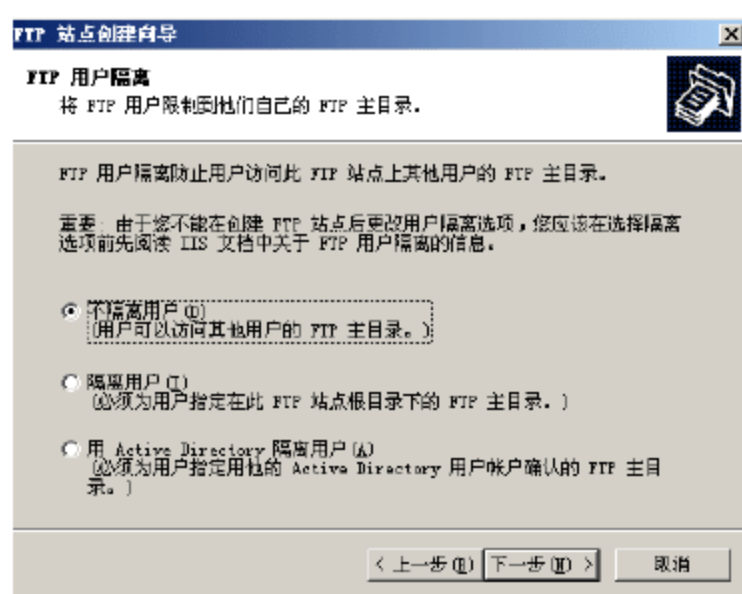 FTP 站点创建向导
FTP 用户隔离
将 FTP 用户限制到他们自己的 FTP 主目录。
FTP 用户隔离防止用户访问此 FTP 站点上其他用户的 FTP 主目录。
重要: 由于您不能在创建 FTP 站点后更改用户隔离选项，您应该在选择隔离
选项前先阅读 IIS 文档中关于 FTP 用户隔离的信息。
不隔离用户(D)
(用户可以访问其他用户的 FTP 主目录。)
隔离用户(I)
(必须为用户指定在此 FTP 站点根目录下的 FTP 主目录。)
用 Active Directory 隔离用户(A)
(必须为用户指定用他的 Active Directory 用户帐户确认的 FTP 主目
录。)
< 上一步(B) 下一步(N) > 取消